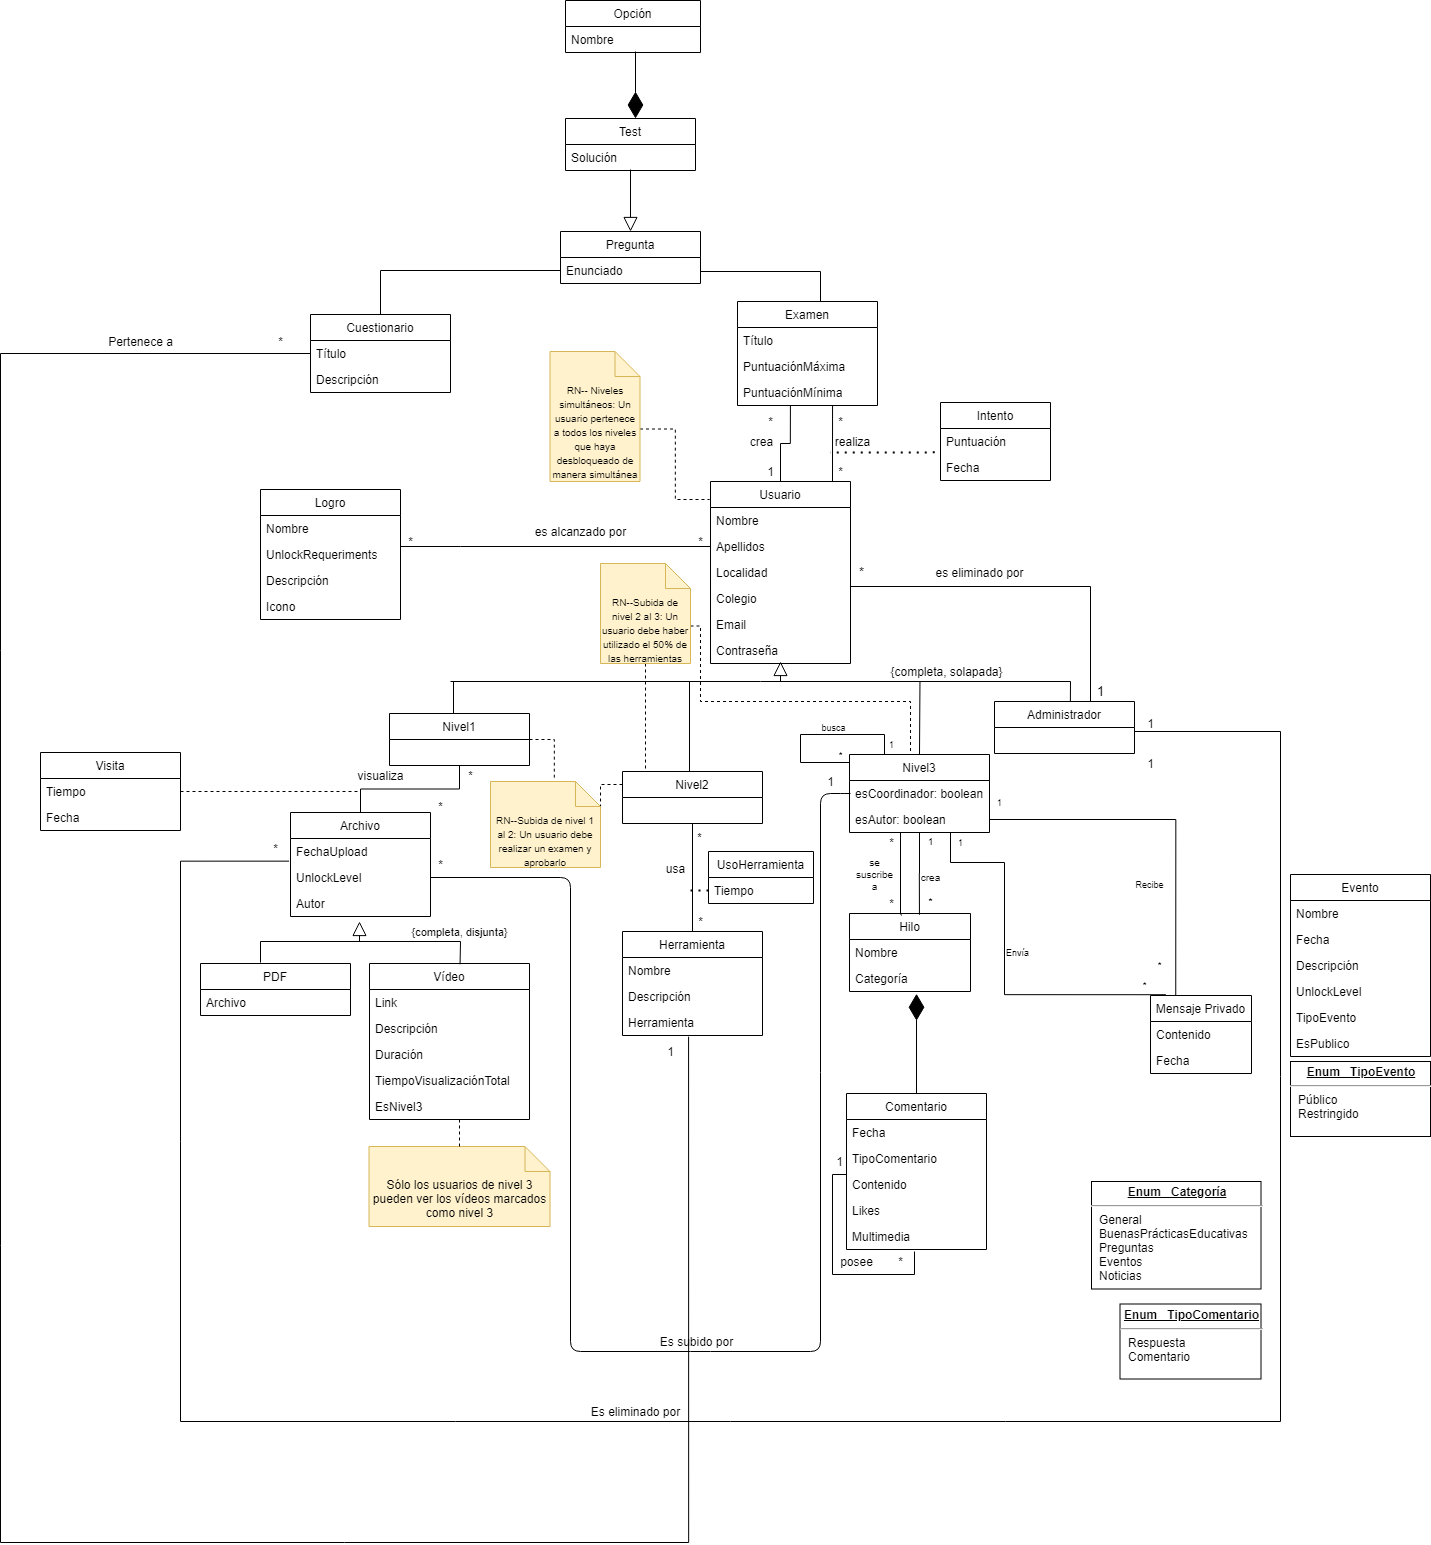 Opción
Nombre
Test
Solución
Pregunta
Enunciado
Cuestionario
Título
Descripción
Pertenece a
*
Examen
Título
PuntuaciónMáxima
PuntuaciónMínima
RN-- Niveles
simultáneos: Un
usuario pertenece
a todos los niveles
que haya
desbloqueado de
manera simultánea
*
*
crea
realiza
1
*
Intento
Puntuación
Fecha
Logro
Nombre
UnlockRequeriments
Descripción
Icono
*
es alcanzado por
*
Usuario
Nombre
Apellidos
Localidad
Colegio
Email
Contraseña
*
es eliminado por
1
RN--Subida de
nivel 2 al 3: Un
usuario debe haber
utilizado el 50% de
las herramientas
{completa, solapada}
Nivel1
Administrador
1
1
busca
1
*
Visita
Tiempo
Fecha
visualiza
*
*
Nivel2
Nivel3
esCoordinador: boolean
esAutor: boolean
1
1
RN--Subida de nivel 1
al 2: Un usuario debe
realizar un examen y
aprobarlo
Archivo
FechaUpload
UnlockLevel
Autor
*
*
*
usa
UsoHerramienta
Tiempo
*
*
1
1
se
suscribe
a
crea
*
*
Recibe
Envía
*
*
Evento
Nombre
Fecha
Descripción
UnlockLevel
TipoEvento
EsPublico
{completa, disjunta}
Herramienta
Nombre
Descripción
Herramienta
1
Hilo
Nombre
Categoría
PDF
Archivo
Vídeo
Link
Descripción
Duración
TiempoVisualizaciónTotal
EsNivel3
Mensaje Privado
Contenido
Fecha
Enum_ TipoEvento
Público
Restringido
Sólo los usuarios de nivel 3
pueden ver los vídeos marcados
como nivel 3
Comentario
Fecha
TipoComentario
Contenido
Likes
Multimedia
1
posee
*
Enum_ Categoría
General
BuenasPrácticasEducativas
Preguntas
Eventos
Noticias
Enum_ TipoComentario
Respuesta
Comentario
Es subido por
Es eliminado por